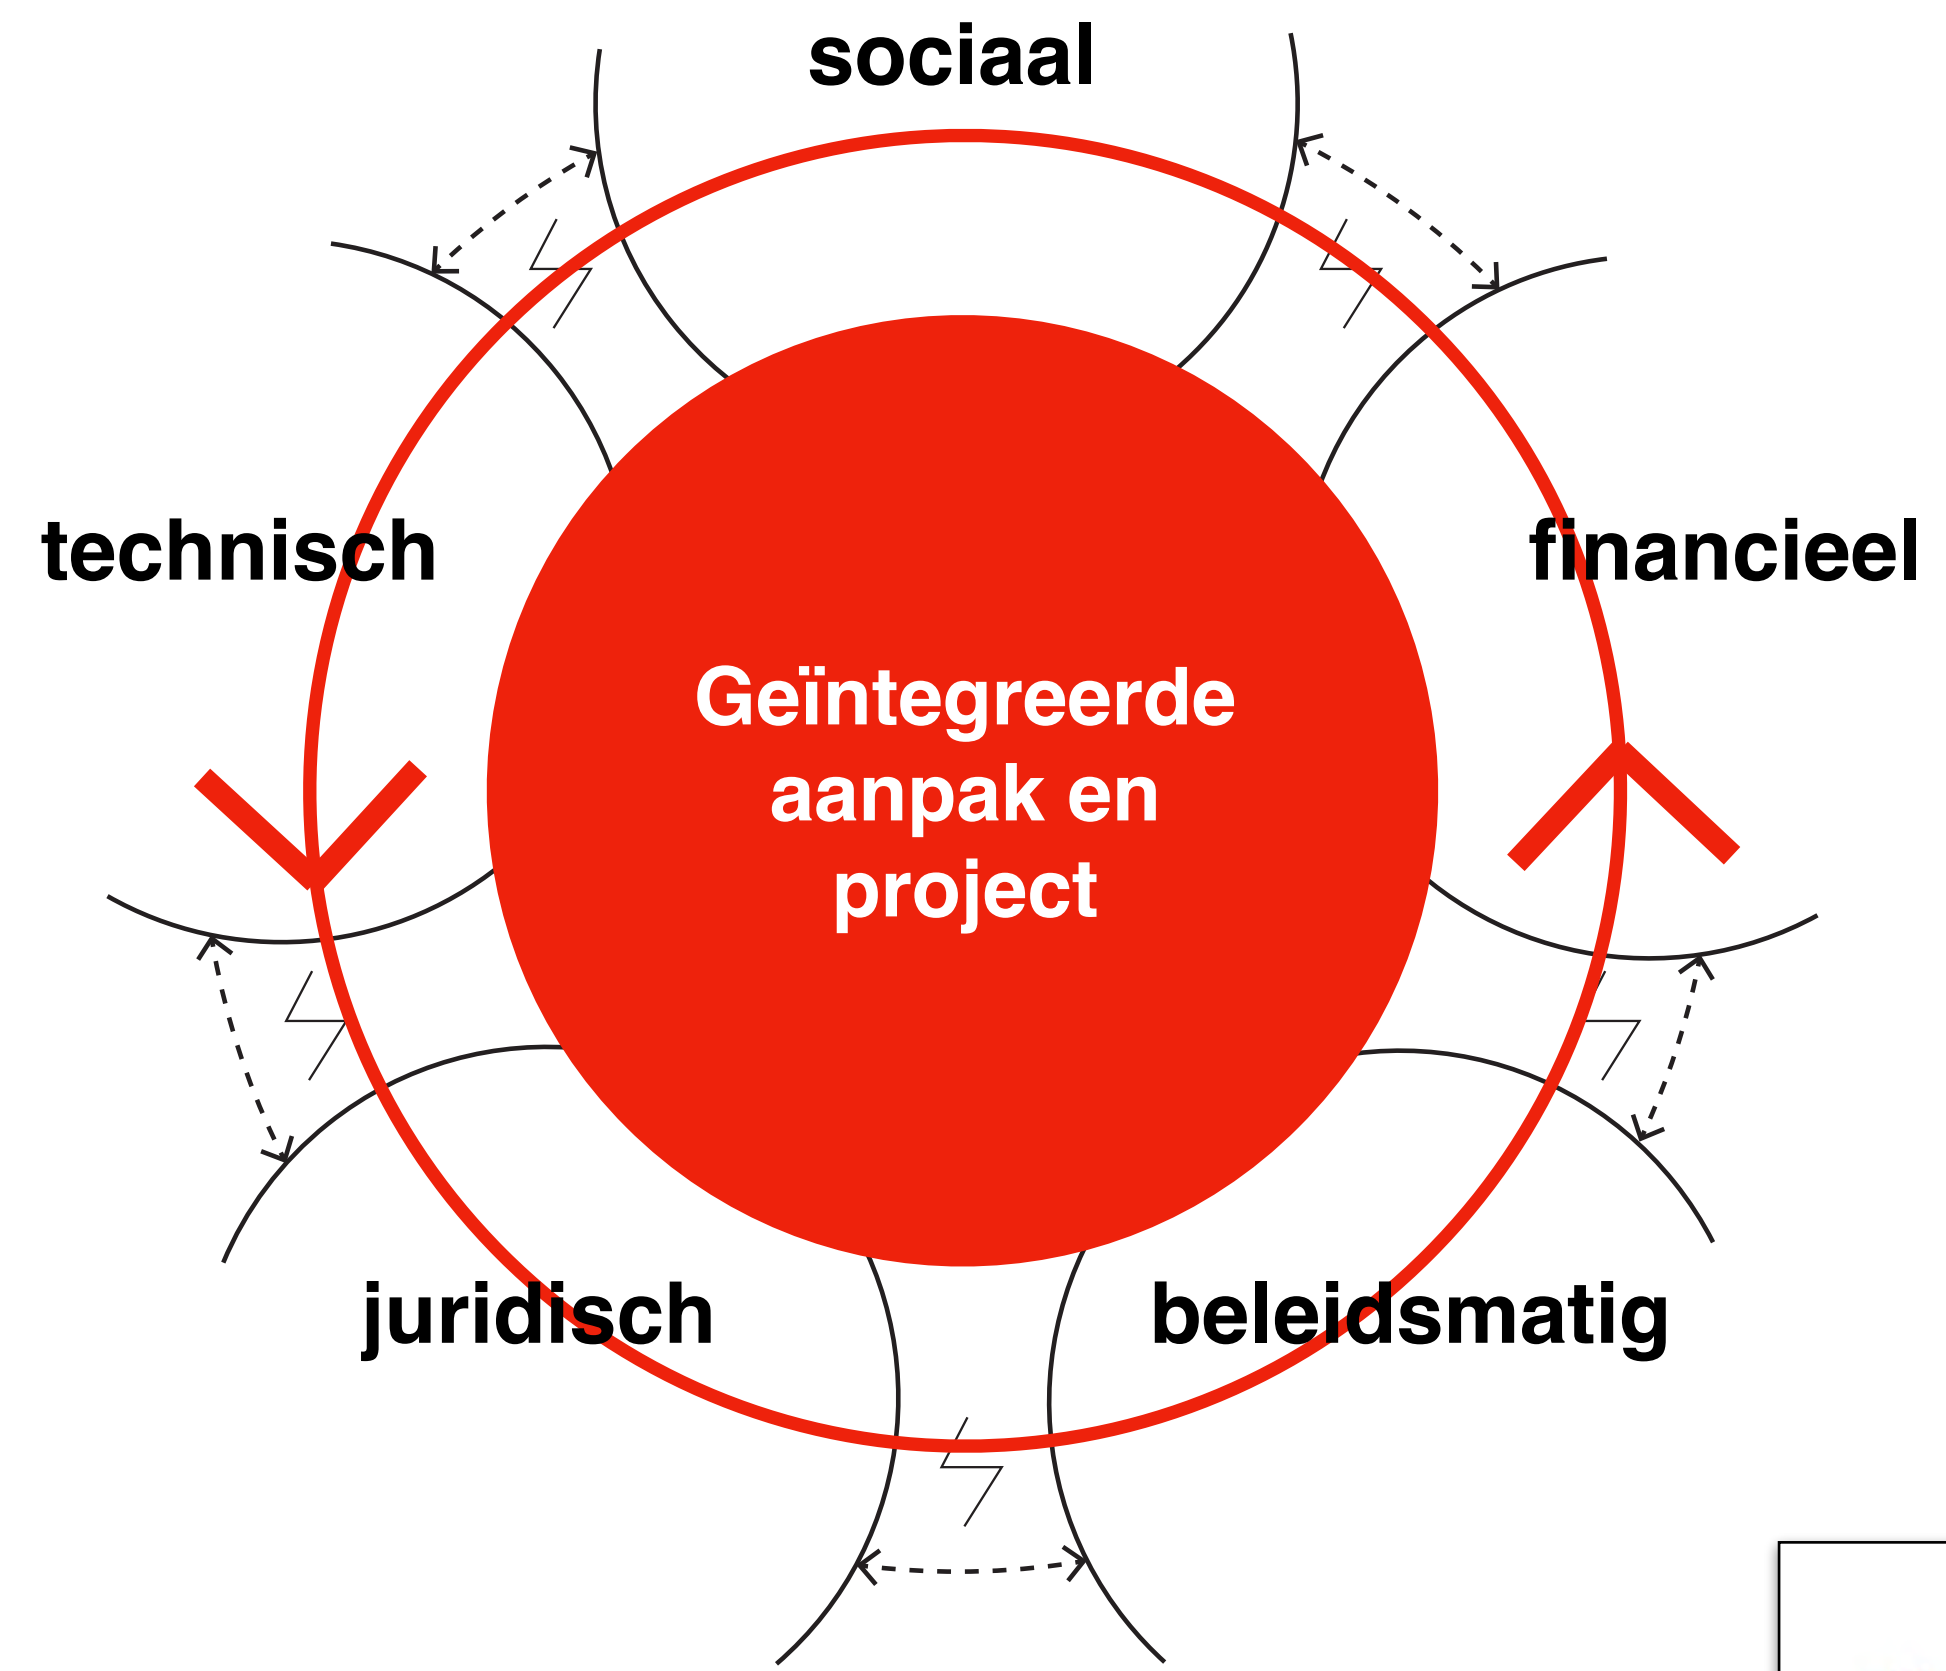 sociaal
technisch
financieel
Geïntegreerde
aanpak en
project
juridisch
beleidsmatig